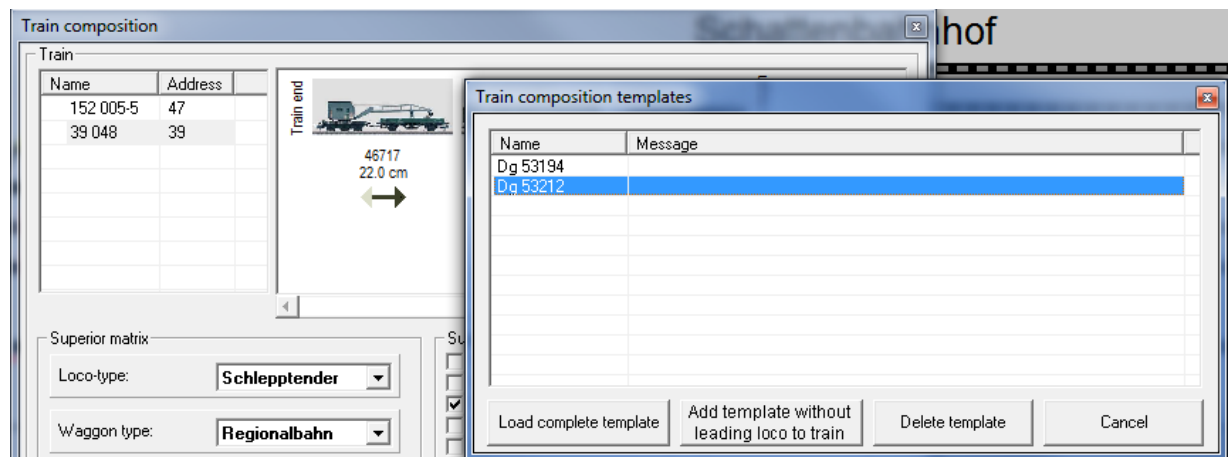 Train composition
Schattenbahnhof
Train
Name Address
152 005-5 47
39 048 39
Train end
46717
22.0 cm
Superior matrix
Loco-type: Schlepptender
Waggon type: Regionalbahn
Su
Train composition templates
Name Message
Dg 53194
Dg 53212
Load complete template
Add template without
leading loco to train
Delete template
Cancel